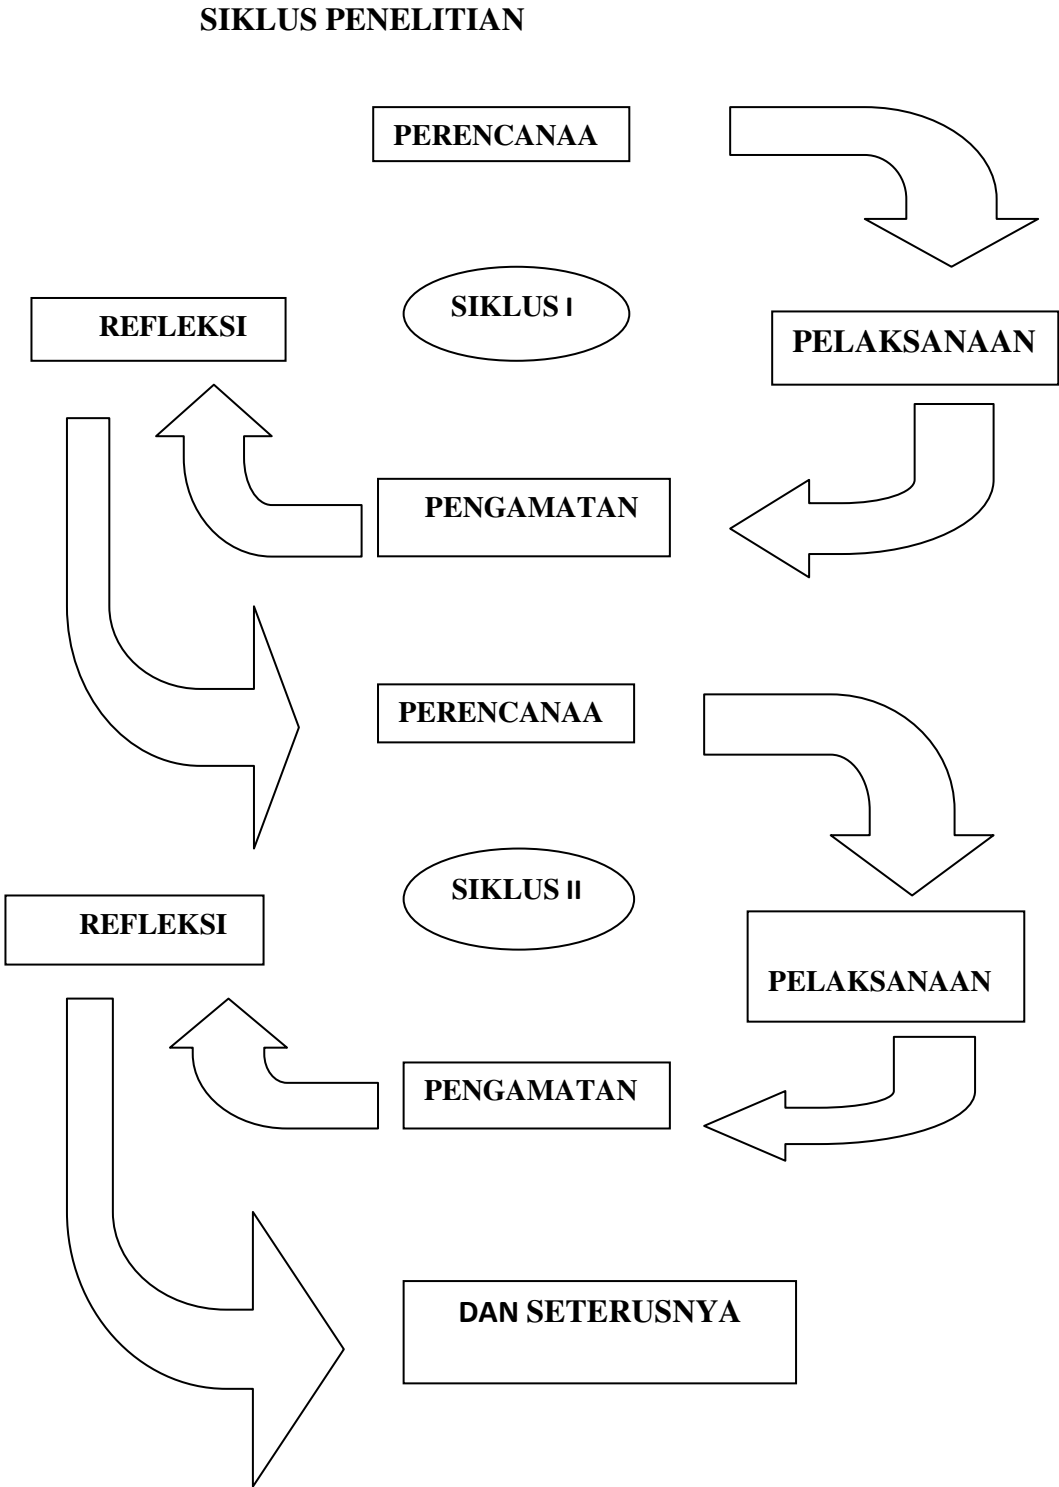 SIKLUS PENELITIAN
PERENCANAA
SIKLUS I
REFLEKSI
PELAKSANAAN
PENGAMATAN
PERENCANAA
SIKLUS II
REFLEKSI
PELAKSANAAN
PENGAMATAN
DAN SETERUSNYA